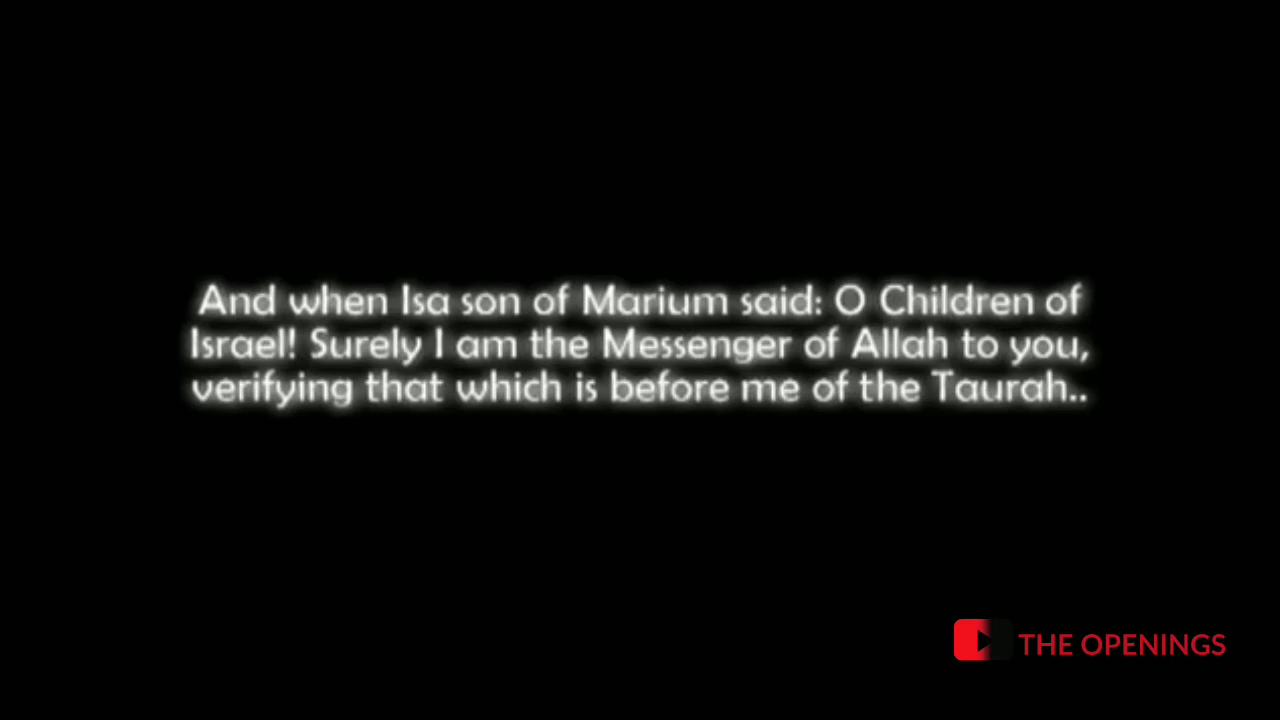 And when Isa son of Marium said: O Children of
Israel! Surely I am the Messenger of Allah to you,
verifying that which is before me of the Taurah..
THE OPENINGS